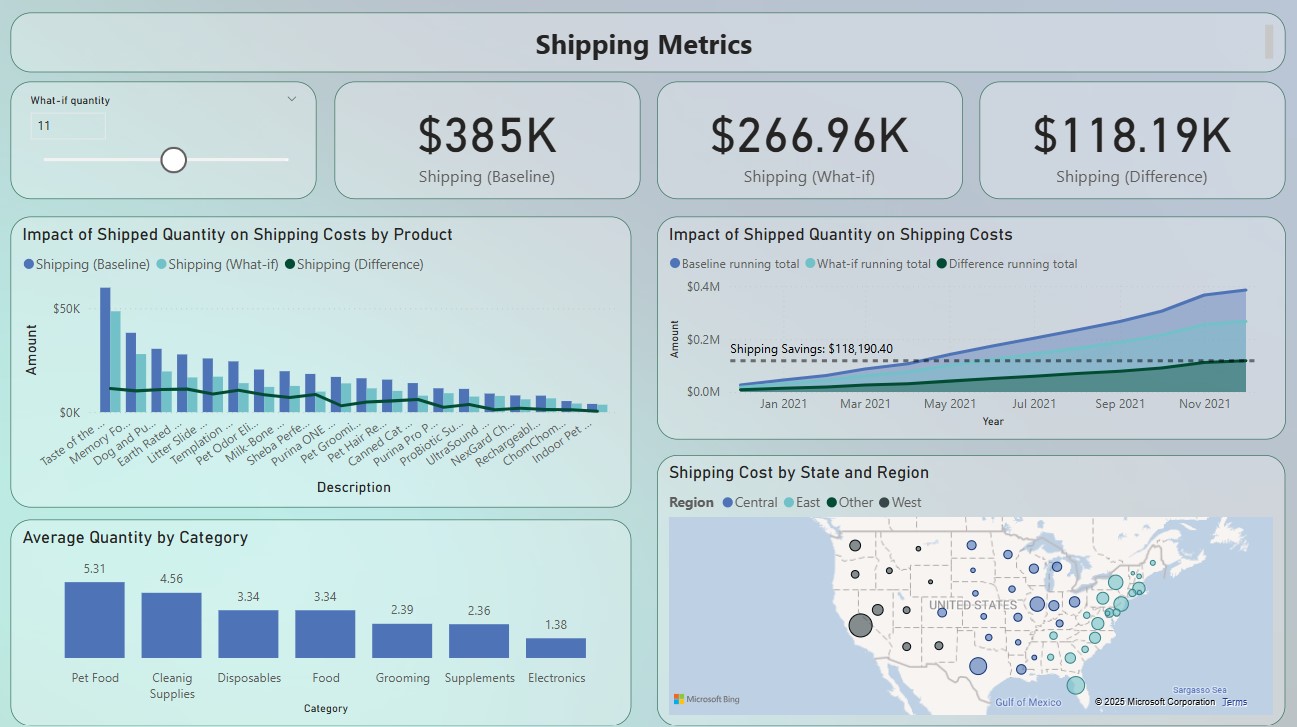 Shipping Metrics
What-if quantity
11
$385K
Shipping (Baseline)
$266.96K
Shipping (What-if)
$118.19K
Shipping (Difference)
Impact of Shipped Quantity on Shipping Costs by Product
Shipping (Baseline) Shipping (What-if) Shipping (Difference)
Amount
$50K
$0K
Taste of the ...
Memory Fo...
Dog and Pu...
Earth Rated ...
Litter Slide ...
Templation ...
Pet Odor Eli...
Milk-Bone ...
Sheba Perfe...
Purina ONE ...
Pet Groomi...
Pet Hair Re...
Canned Cat ...
Purina Pro P...
ProBiotic Su...
UltraSound ...
NexGard Ch...
Rechargeabl...
ChomChom...
Indoor Pet ...
Description
Impact of Shipped Quantity on Shipping Costs
Baseline running total What-if running total Difference running total
Amount
$0.4M
$0.2M
$0.0M
Shipping Savings: $118,190.40
Jan 2021 Mar 2021 May 2021 Jul 2021 Sep 2021 Nov 2021
Year
Average Quantity by Category
5.31 4.56 3.34 3.34 2.39 2.36 1.38
Pet Food Cleanig Disposables Food Grooming Supplements Electronics
Supplies
Category
Shipping Cost by State and Region
Region Central East Other West
UNITED STATES
Gulf of Mexico
Sargasso Sea
Microsoft Bing
© 2025 Microsoft Corporation Terms